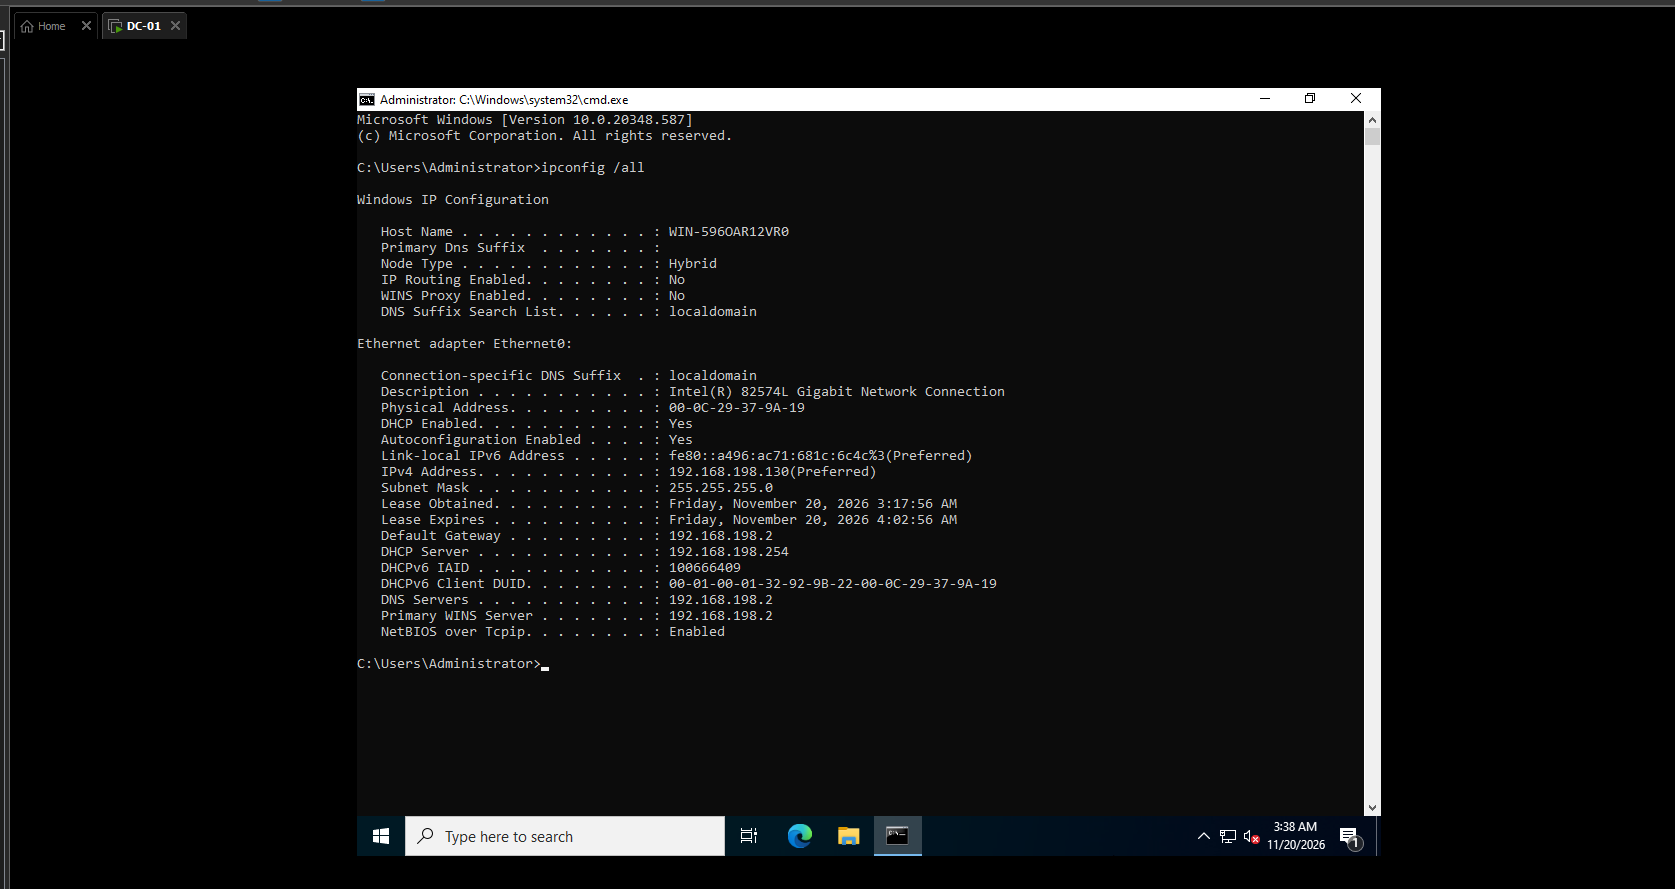 Home
DC-01
Administrator: C:\Windows\system32\cmd.exe
Microsoft Windows [Version 10.0.20348.587]
(c) Microsoft Corporation. All rights reserved.
C:\Users\Administrator>ipconfig /all
Windows IP Configuration
Host Name . . . . . . . . . . . . : WIN-596OAR12VR0
Primary Dns Suffix  . . . . . . . :
Node Type . . . . . . . . . . . . : Hybrid
IP Routing Enabled. . . . . . . . : No
WINS Proxy Enabled. . . . . . . . : No
DNS Suffix Search List. . . . . . : localdomain
Ethernet adapter Ethernet0:
Connection-specific DNS Suffix  . : localdomain
Description . . . . . . . . . . . : Intel(R) 82574L Gigabit Network Connection
Physical Address. . . . . . . . . : 00-0C-29-37-9A-19
DHCP Enabled. . . . . . . . . . . : Yes
Autoconfiguration Enabled . . . . : Yes
Link-local IPv6 Address . . . . . : fe80::a496:ac71:681c:6c4c%3(Preferred)
IPv4 Address. . . . . . . . . . . : 192.168.198.130(Preferred)
Subnet Mask . . . . . . . . . . . : 255.255.255.0
Lease Obtained. . . . . . . . . . : Friday, November 20, 2026 3:17:56 AM
Lease Expires . . . . . . . . . . : Friday, November 20, 2026 4:02:56 AM
Default Gateway . . . . . . . . . : 192.168.198.2
DHCP Server . . . . . . . . . . . : 192.168.198.254
DHCPv6 IAID . . . . . . . . . . . : 100666409
DHCPv6 Client DUID. . . . . . . . : 00-01-00-01-32-92-9B-22-00-0C-29-37-9A-19
DNS Servers . . . . . . . . . . . : 192.168.198.2
Primary WINS Server . . . . . . . : 192.168.198.2
NetBIOS over Tcpip. . . . . . . . : Enabled
C:\Users\Administrator>
Type here to search
3:38 AM
11/20/2026
1